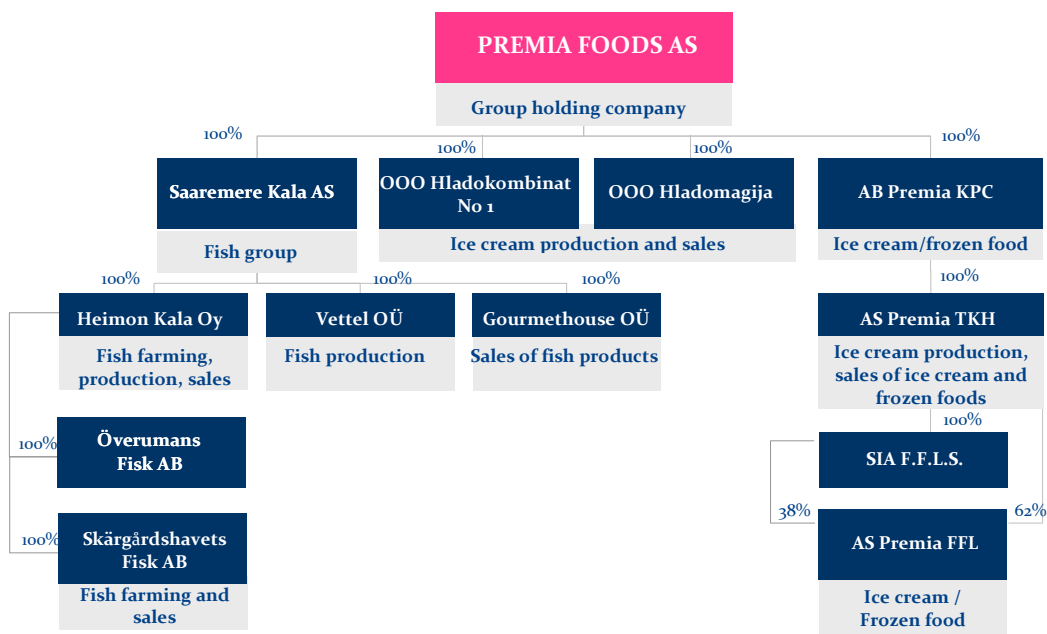 PREMIA FOODS AS
Group holding company
100%
100%
100%
100%
Saaremere Kala AS
OOO Hladokombinat
No 1
OOO Hladomagija
AB Premia KPC
Fish group
Ice cream production and sales
Ice cream/frozen food
100%
100%
100%
100%
Heimon Kala Oy
Vettel OÜ
Gourmethouse OÜ
AS Premia TKH
Fish farming,
production, sales
Fish production
Sales of fish products
Ice cream production,
sales of ice cream and
frozen foods
100%
100%
Överumans
Fisk AB
SIA F.F.L.S.
38%
62%
100%
Skärgårdshavets
Fisk AB
AS Premia FFL
Fish farming and
sales
Ice cream /
Frozen food